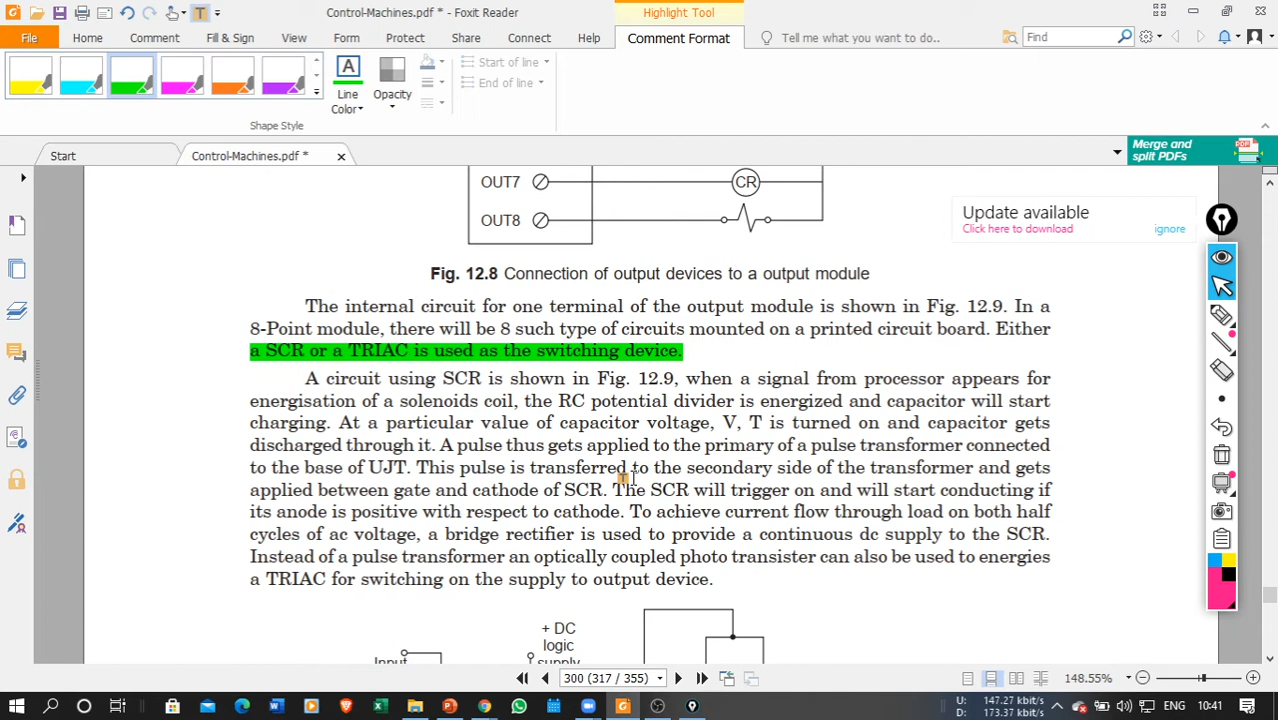 Control-Machines.pdf * - Foxit Reader
Highlight Tool
File
Home
Comment
Fill & Sign
View
Form
Protect
Share
Connect
Help
Comment Format
Tell me what you want to do..
Find
Line Color
Opacity
Start of line
End of line
Shape Style
Start
Control-Machines.pdf *
Merge and split PDFs
OUT7
CR
OUT8
Update available
Click here to download
ignore
Fig. 12.8 Connection of output devices to a output module
The internal circuit for one terminal of the output module is shown in Fig. 12.9. In a
8-Point module, there will be 8 such type of circuits mounted on a printed circuit board. Either
a SCR or a TRIAC is used as the switching device.
A circuit using SCR is shown in Fig. 12.9, when a signal from processor appears for
energisation of a solenoids coil, the RC potential divider is energized and capacitor will start
charging. At a particular value of capacitor voltage, V, T is turned on and capacitor gets
discharged through it. A pulse thus gets applied to the primary of a pulse transformer connected
to the base of UJT. This pulse is transferred to the secondary side of the transformer and gets
applied between gate and cathode of SCR. The SCR will trigger on and will start conducting if
its anode is positive with respect to cathode. To achieve current flow through load on both half
cycles of ac voltage, a bridge rectifier is used to provide a continuous dc supply to the SCR.
Instead of a pulse transformer an optically coupled photo transister can also be used to energies
a TRIAC for switching on the supply to output device.
+ DC
logic
supply
Input
300 (317 / 355)
148.55%
U: 147.27 kbit/s
D: 173.37 kbit/s
ENG
10:41